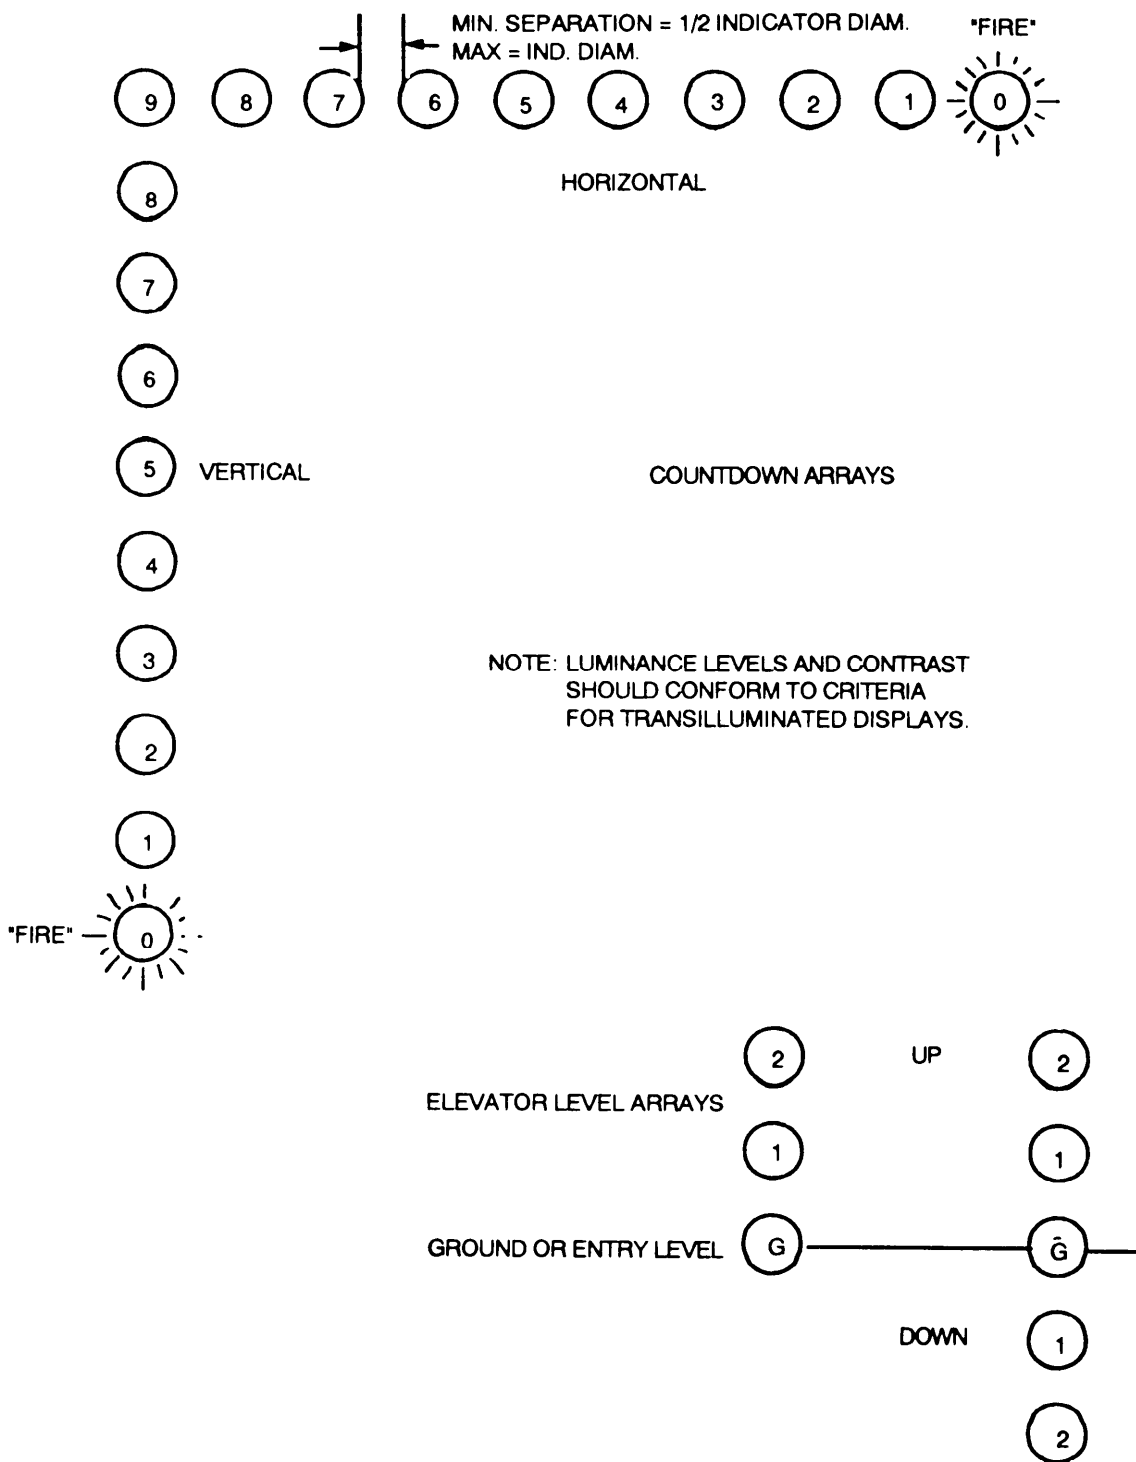 MIN. SEPARATION = 1/2 INDICATOR DIAM.
MAX = IND. DIAM.
"FIRE"
9 8 7 6 5 4 3 2 1 0
HORIZONTAL
8
7
6
5 VERTICAL
COUNTDOWN ARRAYS
4
3
2
1
"FIRE" 0
NOTE: LUMINANCE LEVELS AND CONTRAST
SHOULD CONFORM TO CRITERIA
FOR TRANSILLUMINATED DISPLAYS.
2 UP 2
ELEVATOR LEVEL ARRAYS
1 1
GROUND OR ENTRY LEVEL G G
DOWN 1
2